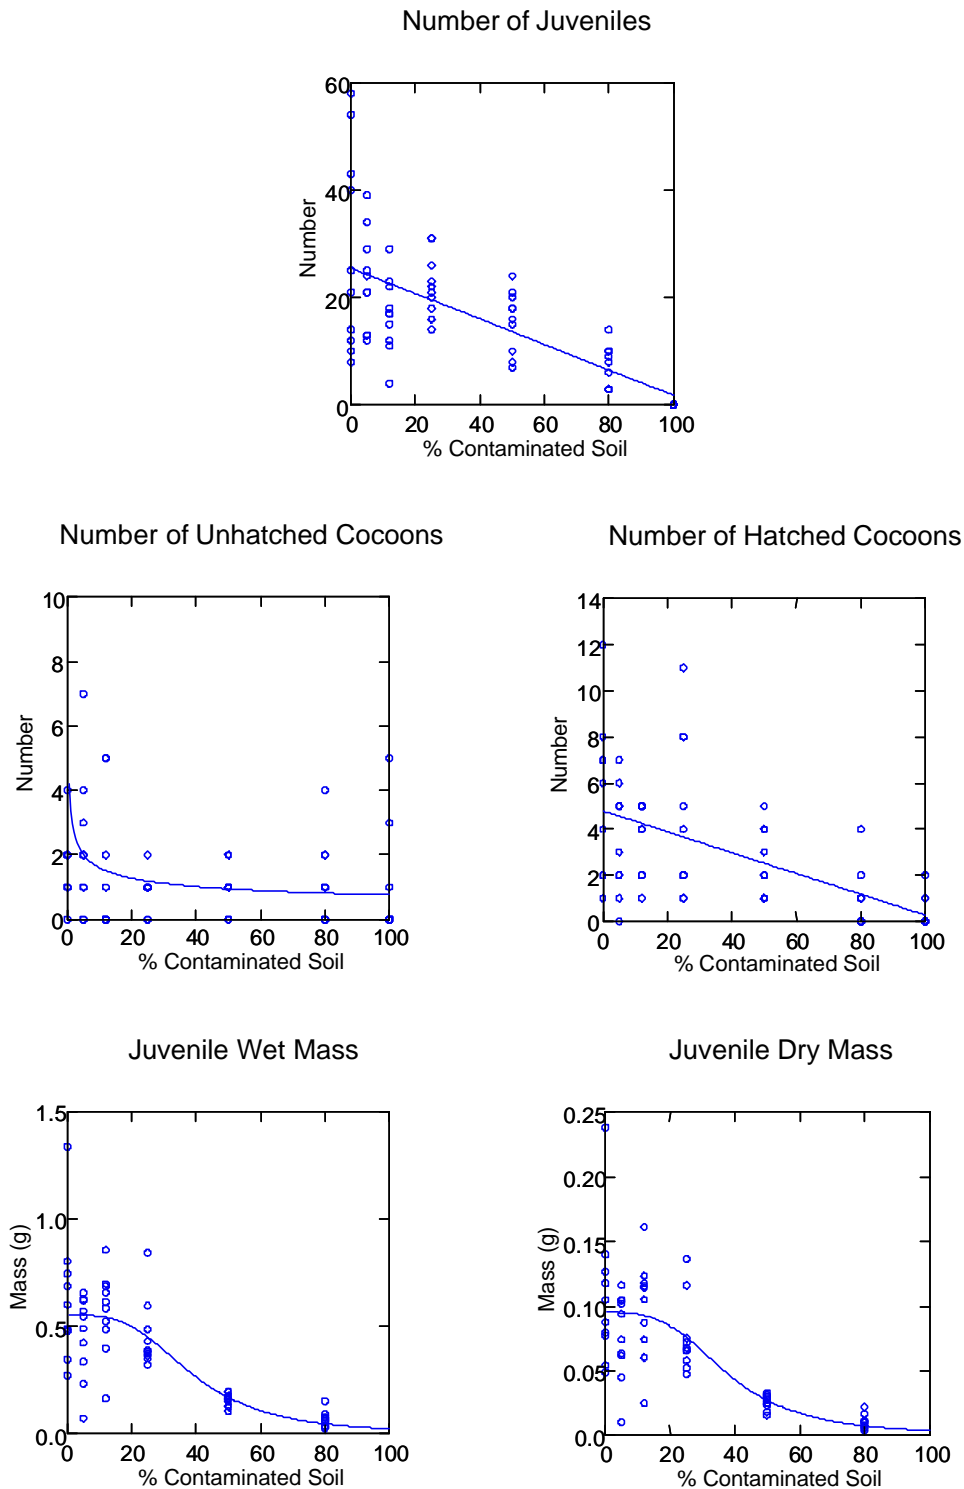 Number of Juveniles
60
40
20
0
Number
0 20 40 60 80 100
% Contaminated Soil
Number of Unhatched Cocoons
10
8
6
4
2
0
Number
0 20 40 60 80 100
% Contaminated Soil
Number of Hatched Cocoons
14
12
10
8
6
4
2
0
Number
0 20 40 60 80 100
% Contaminated Soil
Juvenile Wet Mass
1.5
1.0
0.5
0.0
Mass (g)
0 20 40 60 80 100
% Contaminated Soil
Juvenile Dry Mass
0.25
0.20
0.15
0.10
0.05
0.00
Mass (g)
0 20 40 60 80 100
% Contaminated Soil